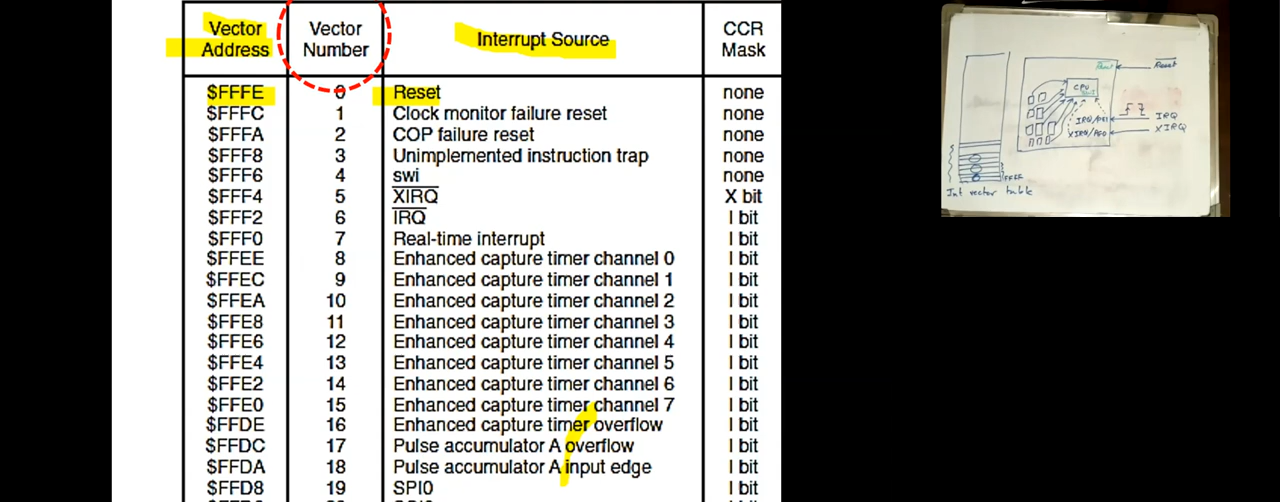 Vector Address Vector Number Interrupt Source CCR Mask
$FFFE 0 Reset none
$FFFC 1 Clock monitor failure reset none
$FFFA 2 COP failure reset none
$FFF8 3 Unimplemented instruction trap none
$FFF6 4 swi none
$FFF4 5 XIRQ X bit
$FFF2 6 IRQ I bit
$FFF0 7 Real-time interrupt I bit
$FFEE 8 Enhanced capture timer channel 0 I bit
$FFEC 9 Enhanced capture timer channel 1 I bit
$FFEA 10 Enhanced capture timer channel 2 I bit
$FFE8 11 Enhanced capture timer channel 3 I bit
$FFE6 12 Enhanced capture timer channel 4 I bit
$FFE4 13 Enhanced capture timer channel 5 I bit
$FFE2 14 Enhanced capture timer channel 6 I bit
$FFE0 15 Enhanced capture timer channel 7 I bit
$FFDE 16 Enhanced capture timer overflow I bit
$FFDC 17 Pulse accumulator A overflow I bit
$FFDA 18 Pulse accumulator A input edge I bit
$FFD8 19 SPI0 I bit
Reset
CPU
IRQ/PE1 IRQ
XIRQ/PE0 XIRQ
FFFF
Int vector table